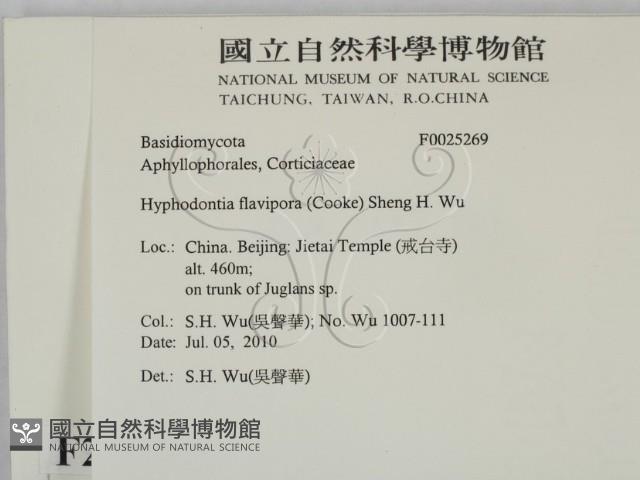 國立自然科學博物館
NATIONAL MUSEUM OF NATURAL SCIENCE
TAICHUNG, TAIWAN, R.O.CHINA
Basidiomycota F0025269
Aphyllophorales, Corticiaceae
Hyphodontia flavipora (Cooke) Sheng H. Wu
Loc.: China. Beijing: Jietai Temple (戒台寺)
alt. 460m;
on trunk of Juglans sp.
Col.: S.H. Wu(吳聲華); No. Wu 1007-111
Date: Jul. 05, 2010
Det.: S.H. Wu(吳聲華)
國立自然科學博物館
NATIONAL MUSEUM OF NATURAL SCIENCE